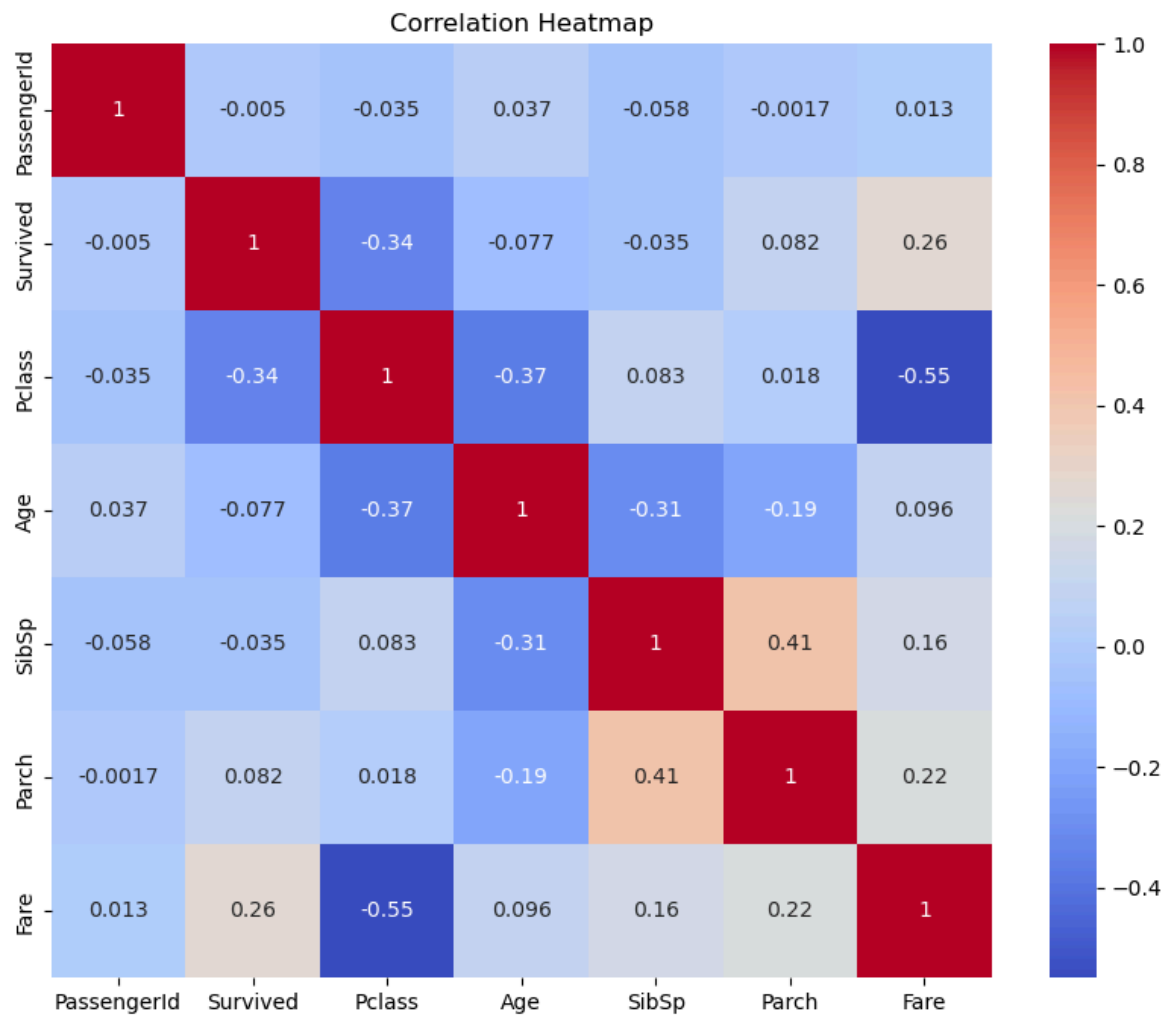 Correlation Heatmap
PassengerId 1 -0.005 -0.035 0.037 -0.058 -0.0017 0.013
Survived -0.005 1 -0.34 -0.077 -0.035 0.082 0.26
Pclass -0.035 -0.34 1 -0.37 0.083 0.018 -0.55
Age 0.037 -0.077 -0.37 1 -0.31 -0.19 0.096
SibSp -0.058 -0.035 0.083 -0.31 1 0.41 0.16
Parch -0.0017 0.082 0.018 -0.19 0.41 1 0.22
Fare 0.013 0.26 -0.55 0.096 0.16 0.22 1
PassengerId Survived Pclass Age SibSp Parch Fare
1.0
0.8
0.6
0.4
0.2
0.0
−0.2
−0.4